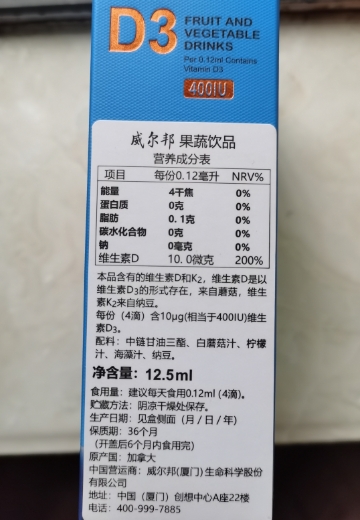 D3
FRUIT AND
VEGETABLE
DRINKS
Per 0.12ml Contains
Vitamin D3
400IU
威尔邦 果蔬饮品
营养成分表
项目 每份0.12毫升 NRV%
能量 4千焦 0%
蛋白质 0克 0%
脂肪 0.1克 0%
碳水化合物 0克 0%
钠 0毫克 0%
维生素D 10.0微克 200%
本品含有的维生素D和K₂，维生素D是以
维生素D₃的形式存在，来自蘑菇，维生
素K₂来自纳豆。
每份（4滴）含10μg(相当于400IU)维生
素D₃。
配料：中链甘油三酯、白蘑菇汁、柠檬
汁、海藻汁、纳豆。
净含量：12.5ml
食用量：建议每天食用0.12ml (4滴)。
贮藏方法：阴凉干燥处保存。
生产日期：见盒侧面（月 / 日 / 年）
保质期：36个月
（开盖后6个月内食用完）
原产国：加拿大
中国营运商：威尔邦(厦门) 生命科学股份
有限公司
地址：中国（厦门）创想中心A座22楼
电话：400-999-7885